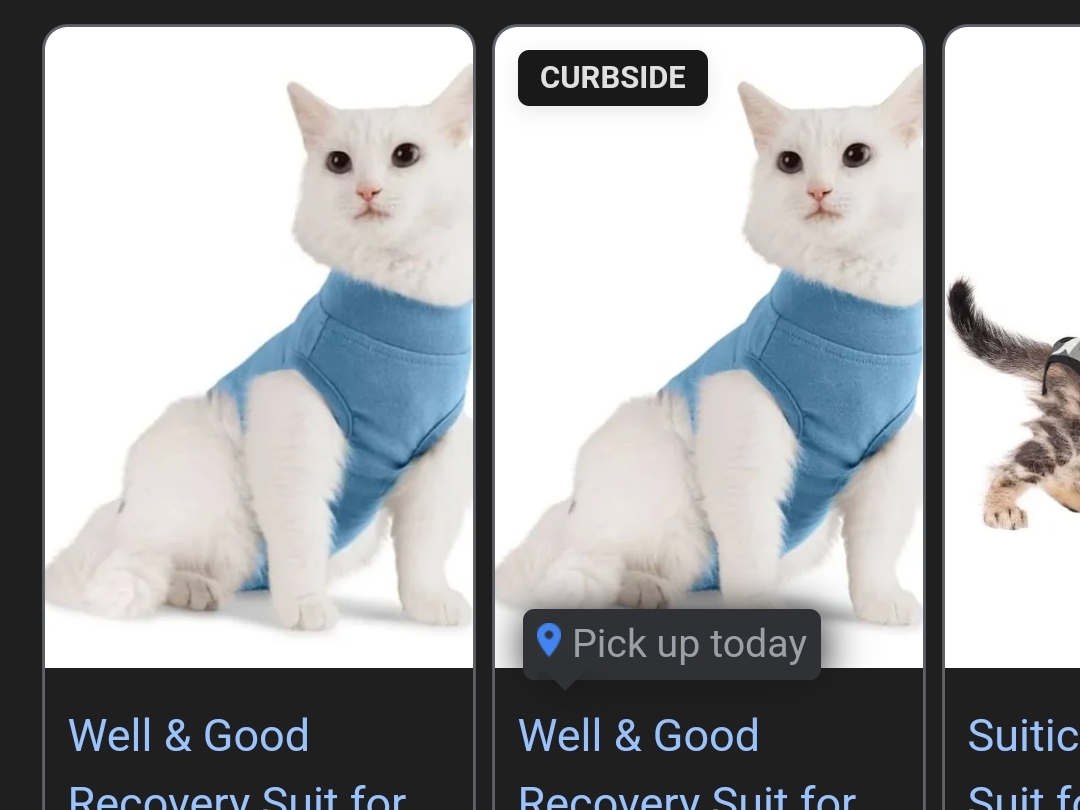 CURBSIDE
Pick up today
Well & Good
Recovery Suit for
Well & Good
Recovery Suit for
Suitic
Suit f